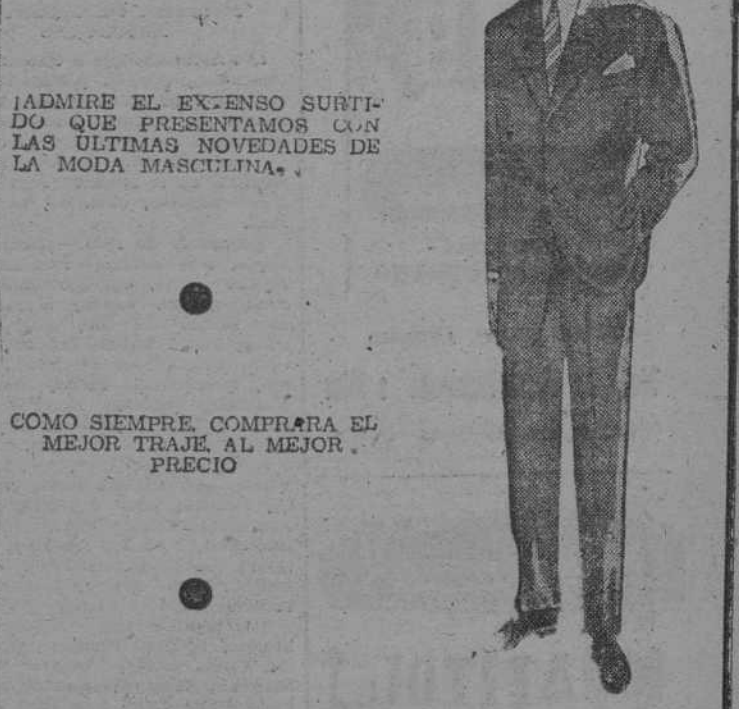 ¡ADMIRE EL EXTENSO SURTI-
DO QUE PRESENTAMOS CON
LAS ULTIMAS NOVEDADES DE
LA MODA MASCULINA.
COMO SIEMPRE, COMPRARA EL
MEJOR TRAJE, AL MEJOR
PRECIO